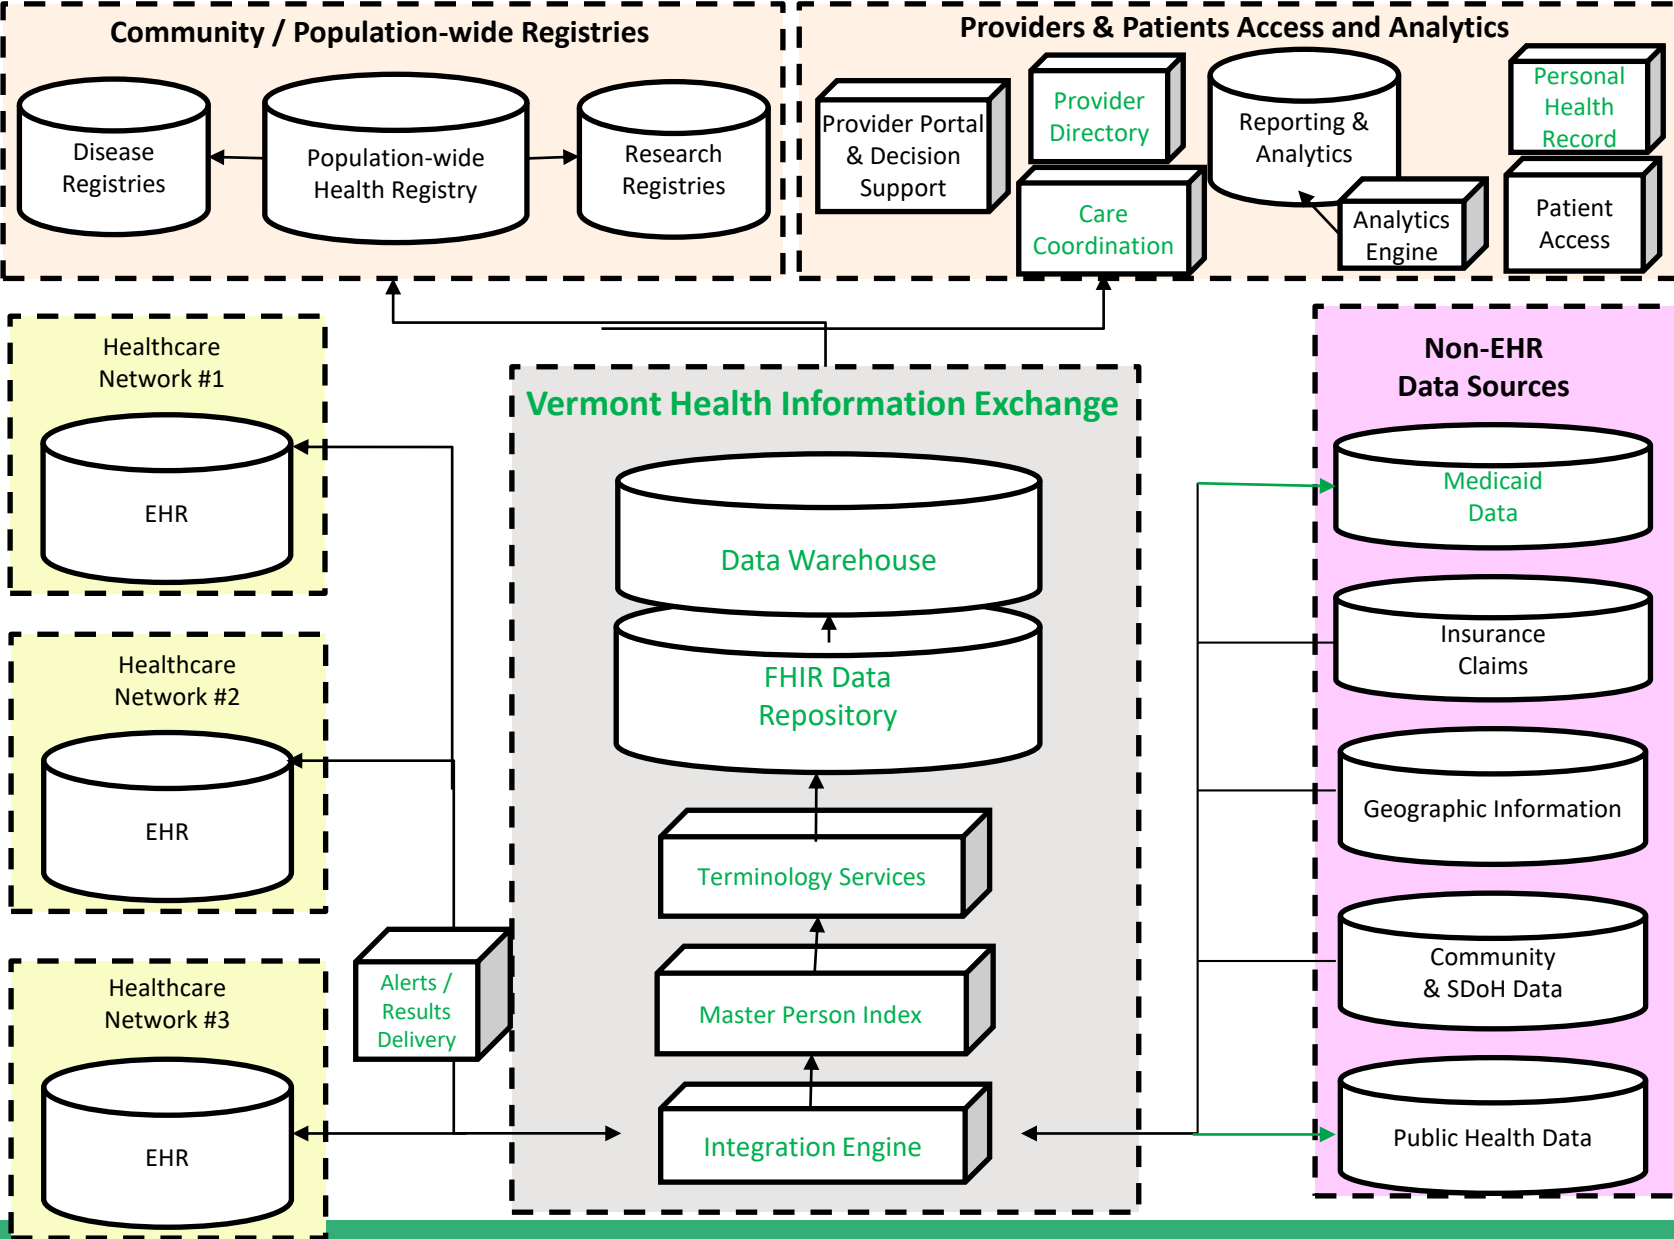 Community / Population-wide Registries
Disease
Registries
Population-wide
Health Registry
Research
Registries
Providers & Patients Access and Analytics
Provider Portal
& Decision
Support
Provider
Directory
Care
Coordination
Reporting &
Analytics
Analytics
Engine
Personal
Health
Record
Patient
Access
Healthcare
Network #1
EHR
Healthcare
Network #2
EHR
Healthcare
Network #3
EHR
Alerts /
Results
Delivery
Vermont Health Information Exchange
Data Warehouse
FHIR Data
Repository
Terminology Services
Master Person Index
Integration Engine
Non-EHR
Data Sources
Medicaid
Data
Insurance
Claims
Geographic Information
Community
& SDoH Data
Public Health Data